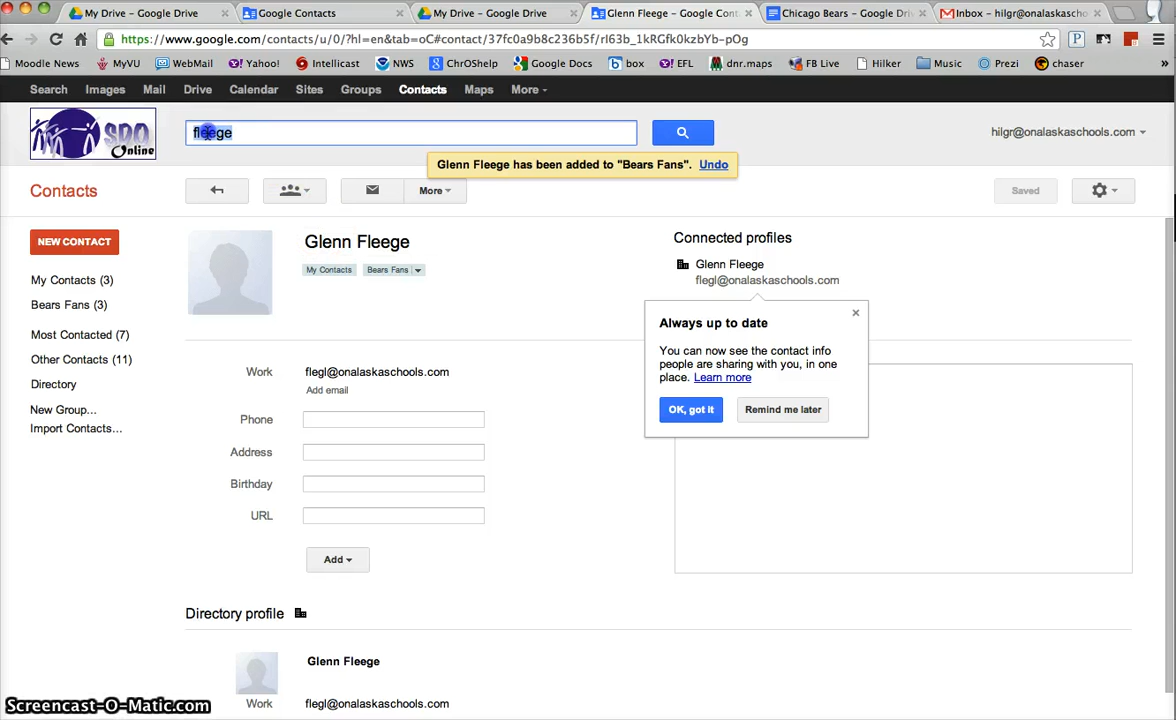 My Drive – Google Drive
Google Contacts
My Drive – Google Drive
Glenn Fleege – Google Cont
Chicago Bears – Google Dri
Inbox – hilgr@onalaskascho
https://www.google.com/contacts/u/0/?hl=en&tab=oC#contact/37fc0a9b8c236b5f/rI63b_1kRGfk0kzbYb-pOg
Moodle News
MyVU
WebMail
Yahoo!
Intellicast
NWS
ChrOShelp
Google Docs
box
EFL
dnr.maps
FB Live
Hilker
Music
Prezi
chaser
Search Images Mail Drive Calendar Sites Groups Contacts Maps More
SDO
Online
fleege
hilgr@onalaskaschools.com
Glenn Fleege has been added to "Bears Fans". Undo
Contacts
More
Saved
NEW CONTACT
My Contacts (3)
Bears Fans (3)
Most Contacted (7)
Other Contacts (11)
Directory
New Group...
Import Contacts...
Glenn Fleege
My Contacts
Bears Fans
Connected profiles
Glenn Fleege
flegl@onalaskaschools.com
Always up to date
You can now see the contact info
people are sharing with you, in one
place. Learn more
OK, got it
Remind me later
Work flegl@onalaskaschools.com
Add email
Phone
Address
Birthday
URL
Add
Directory profile
Glenn Fleege
Work flegl@onalaskaschools.com
Screencast-O-Matic.com